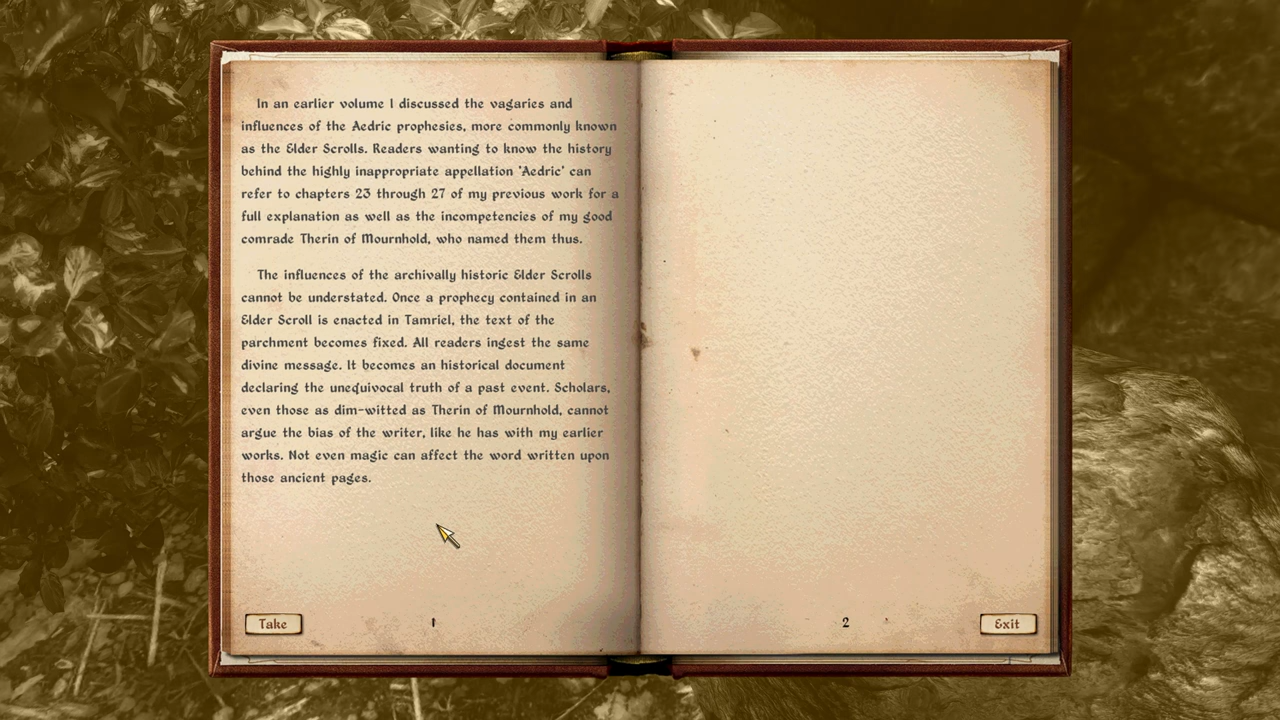 In an earlier volume I discussed the vagaries and
influences of the Aedric prophesies, more commonly known
as the Elder Scrolls. Readers wanting to know the history
behind the highly inappropriate appellation 'Aedric' can
refer to chapters 23 through 27 of my previous work for a
full explanation as well as the incompetencies of my good
comrade Therin of Mournhold, who named them thus.
The influences of the archivally historic Elder Scrolls
cannot be understated. Once a prophecy contained in an
Elder Scroll is enacted in Tamriel, the text of the
parchment becomes fixed. All readers ingest the same
divine message. It becomes an historical document
declaring the unequivocal truth of a past event. Scholars,
even those as dim-witted as Therin of Mournhold, cannot
argue the bias of the writer, like he has with my earlier
works. Not even magic can affect the word written upon
those ancient pages.
Take
1
2
Exit